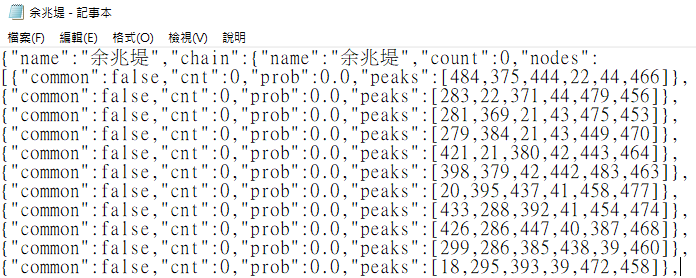 余兆堤 - 記事本
檔案(F) 編輯(E) 格式(O) 檢視(V) 說明
{"name":"余兆堤","chain":{"name":"余兆堤","count":0,"nodes":
[{"common":false,"cnt":0,"prob":0.0,"peaks":[484,375,444,22,44,466]},
{"common":false,"cnt":0,"prob":0.0,"peaks":[283,22,371,44,479,456]},
{"common":false,"cnt":0,"prob":0.0,"peaks":[281,369,21,43,475,453]},
{"common":false,"cnt":0,"prob":0.0,"peaks":[279,384,21,43,449,470]},
{"common":false,"cnt":0,"prob":0.0,"peaks":[421,21,380,42,443,464]},
{"common":false,"cnt":0,"prob":0.0,"peaks":[398,379,42,442,483,463]},
{"common":false,"cnt":0,"prob":0.0,"peaks":[20,395,437,41,458,477]},
{"common":false,"cnt":0,"prob":0.0,"peaks":[433,288,392,41,454,474]},
{"common":false,"cnt":0,"prob":0.0,"peaks":[426,286,447,40,387,468]},
{"common":false,"cnt":0,"prob":0.0,"peaks":[299,286,385,438,39,460]},
{"common":false,"cnt":0,"prob":0.0,"peaks":[18,295,393,39,472,458]},